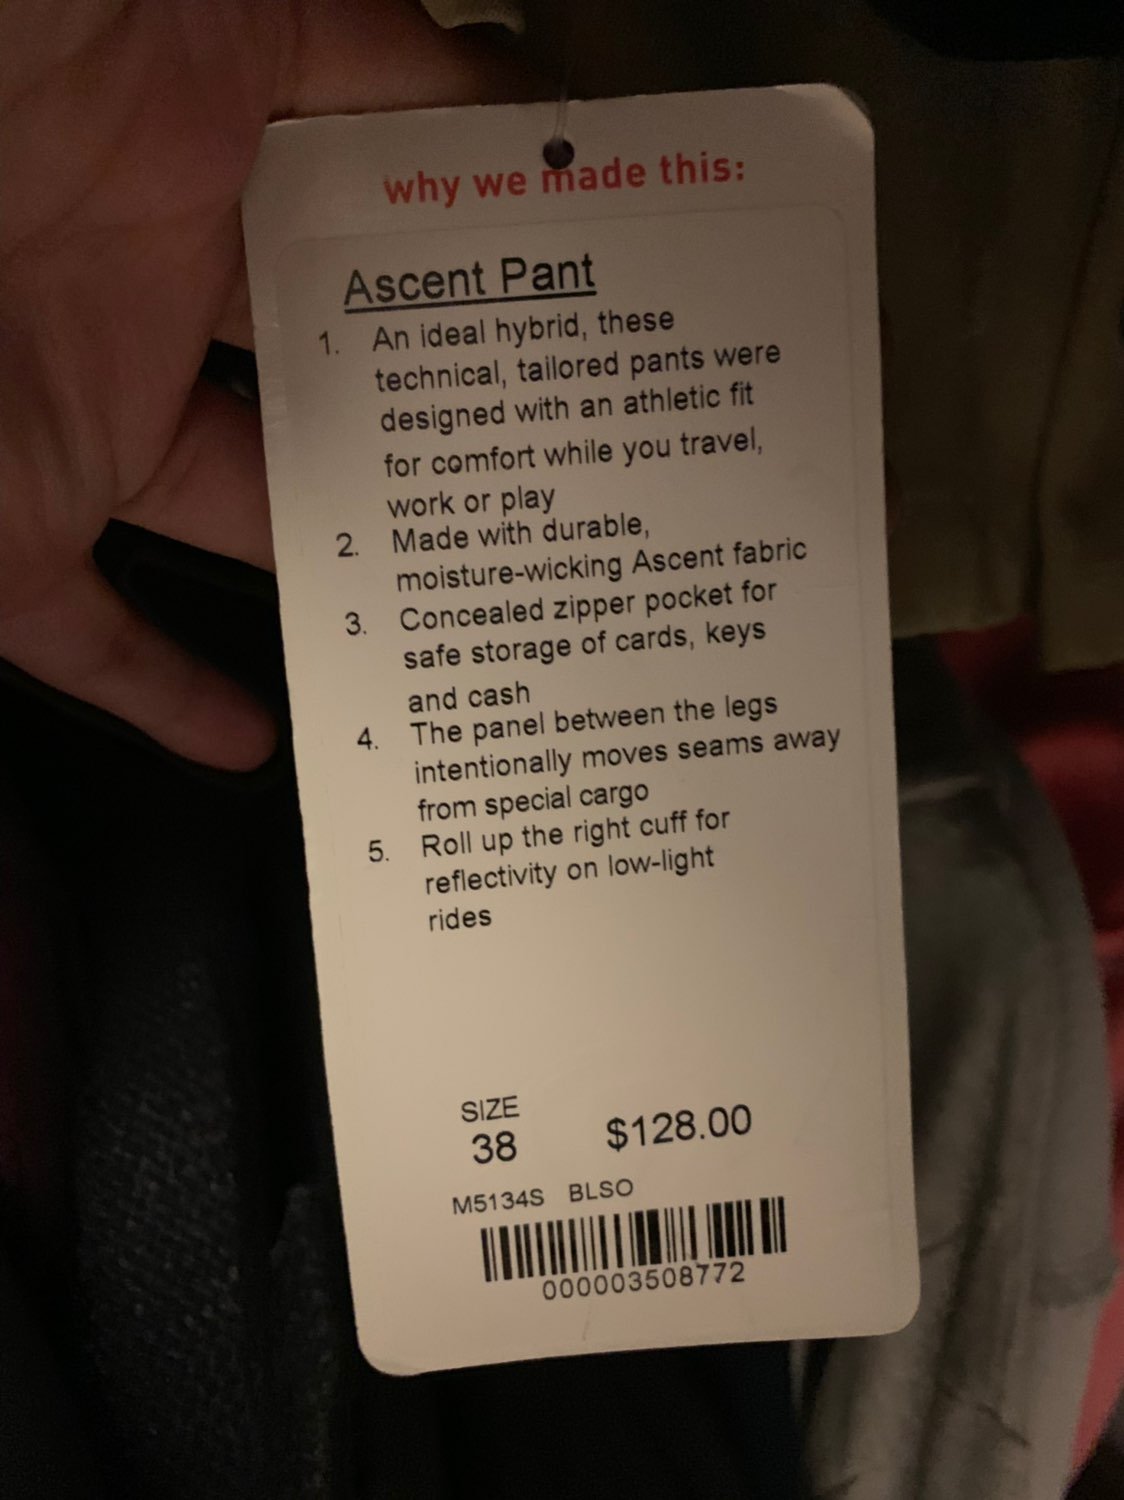 why we made this:
Ascent Pant
1. An ideal hybrid, these
technical, tailored pants were
designed with an athletic fit
for comfort while you travel,
work or play
2. Made with durable,
moisture-wicking Ascent fabric
3. Concealed zipper pocket for
safe storage of cards, keys
and cash
4. The panel between the legs
intentionally moves seams away
from special cargo
5. Roll up the right cuff for
reflectivity on low-light
rides
SIZE
38 $128.00
M5134S BLSO
000003508772